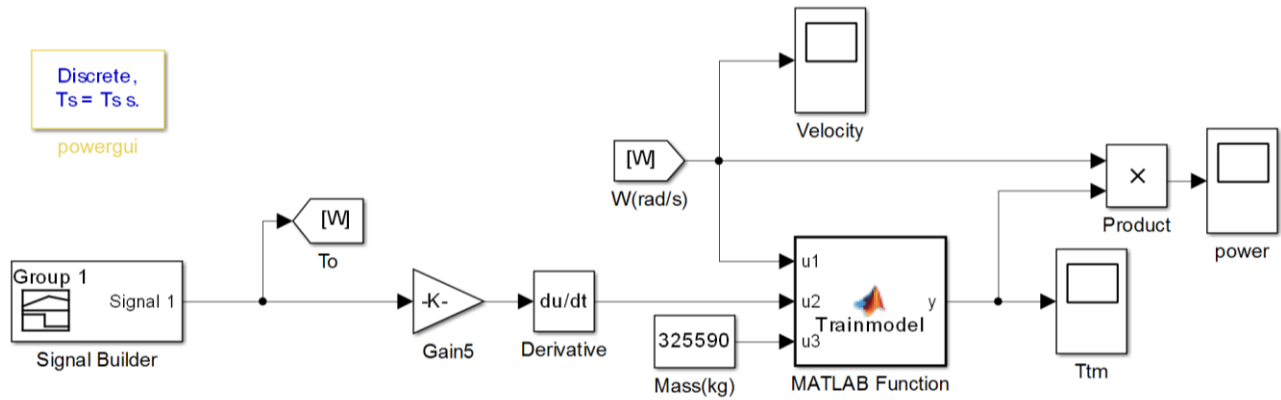 Discrete,
Ts = Ts s.
powergui
Velocity
[W]
W(rad/s)
×
Product
power
[W]
To
Group 1
Signal 1
Signal Builder
-K-
Gain5
du/dt
Derivative
325590
Mass(kg)
u1
u2
u3
y
Trainmodel
MATLAB Function
Ttm